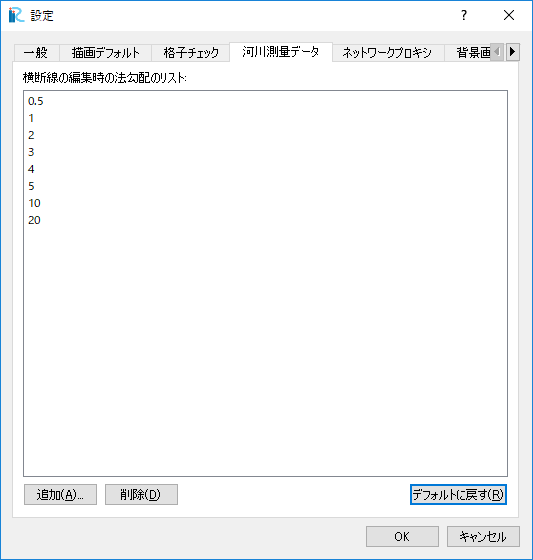 設定
一般 描画デフォルト 格子チェック 河川測量データ ネットワークプロキシ 背景画
横断線の編集時の法勾配のリスト:
0.5
1
2
3
4
5
10
20
追加(A)... 削除(D) デフォルトに戻す(R)
OK キャンセル